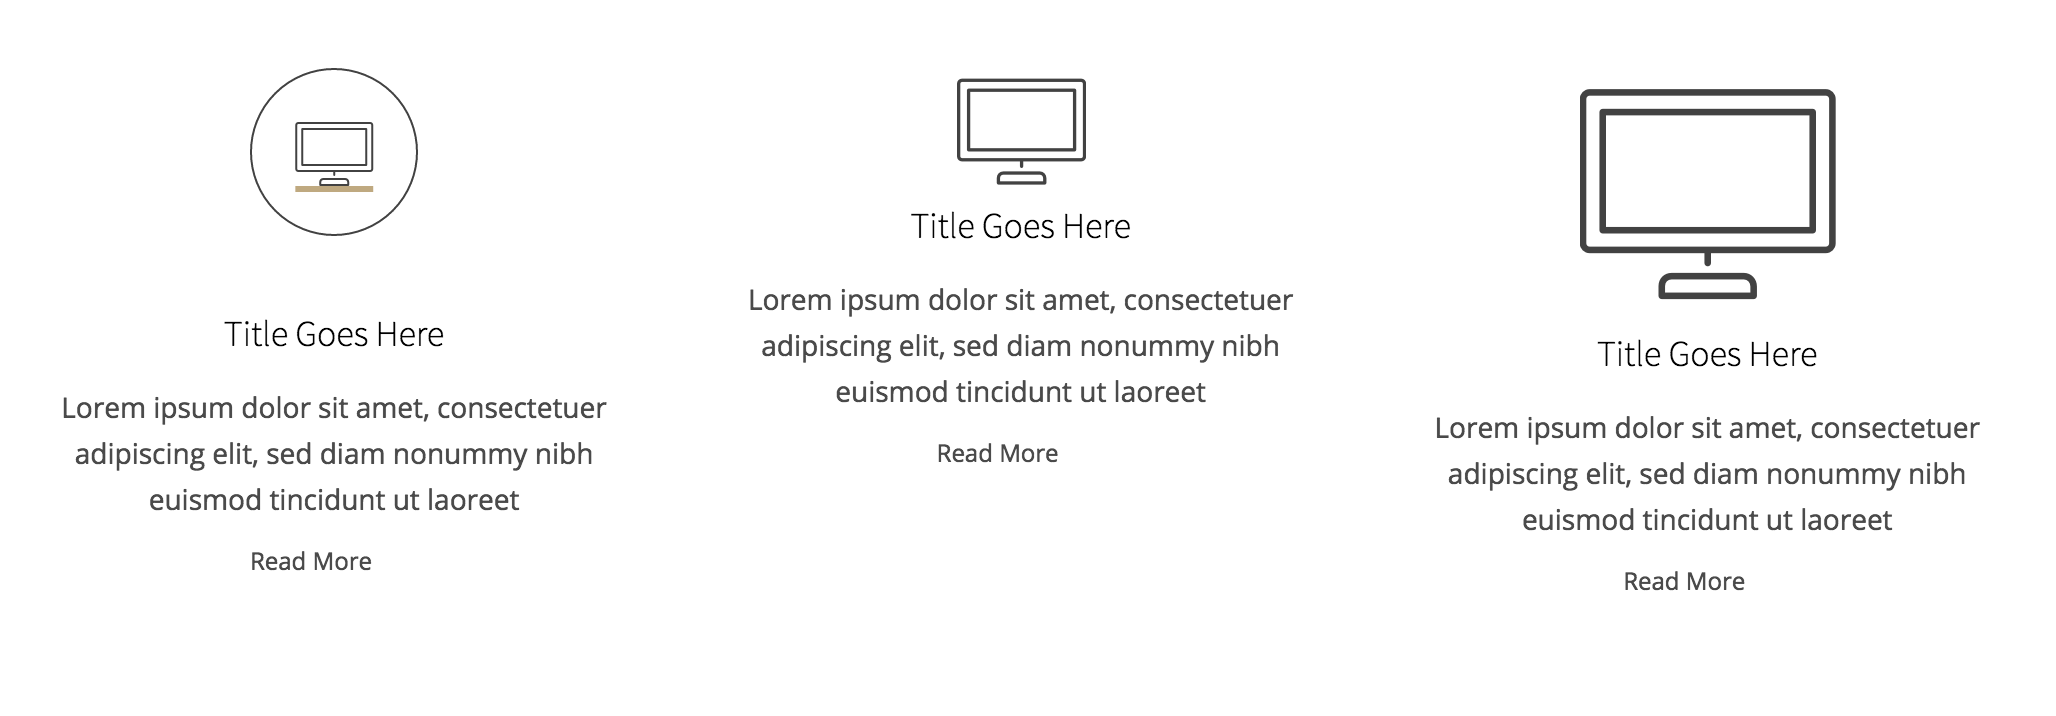 Title Goes Here
Lorem ipsum dolor sit amet, consectetuer
adipiscing elit, sed diam nonummy nibh
euismod tincidunt ut laoreet
Read More
Title Goes Here
Lorem ipsum dolor sit amet, consectetuer
adipiscing elit, sed diam nonummy nibh
euismod tincidunt ut laoreet
Read More
Title Goes Here
Lorem ipsum dolor sit amet, consectetuer
adipiscing elit, sed diam nonummy nibh
euismod tincidunt ut laoreet
Read More